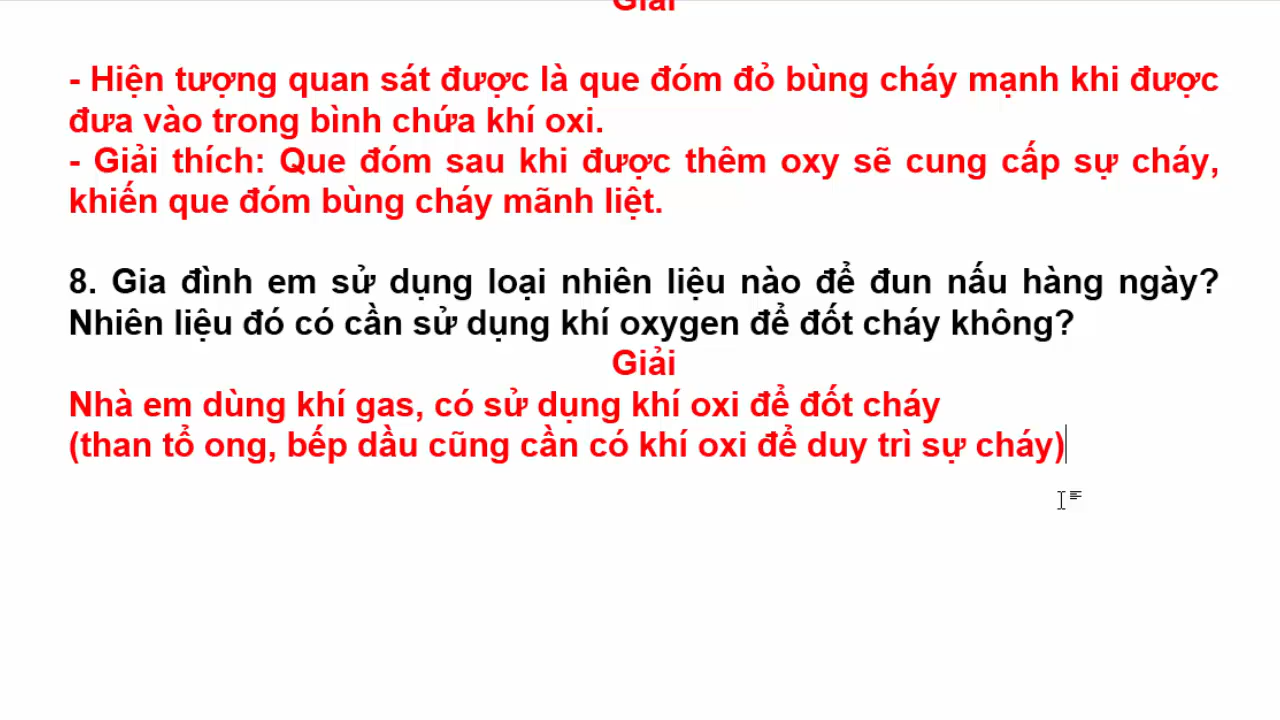 Giải
- Hiện tượng quan sát được là que đóm đỏ bùng cháy mạnh khi được
đưa vào trong bình chứa khí oxi.
- Giải thích: Que đóm sau khi được thêm oxy sẽ cung cấp sự cháy,
khiến que đóm bùng cháy mãnh liệt.
8. Gia đình em sử dụng loại nhiên liệu nào để đun nấu hàng ngày?
Nhiên liệu đó có cần sử dụng khí oxygen để đốt cháy không?
Giải
Nhà em dùng khí gas, có sử dụng khí oxi để đốt cháy
(than tổ ong, bếp dầu cũng cần có khí oxi để duy trì sự cháy)